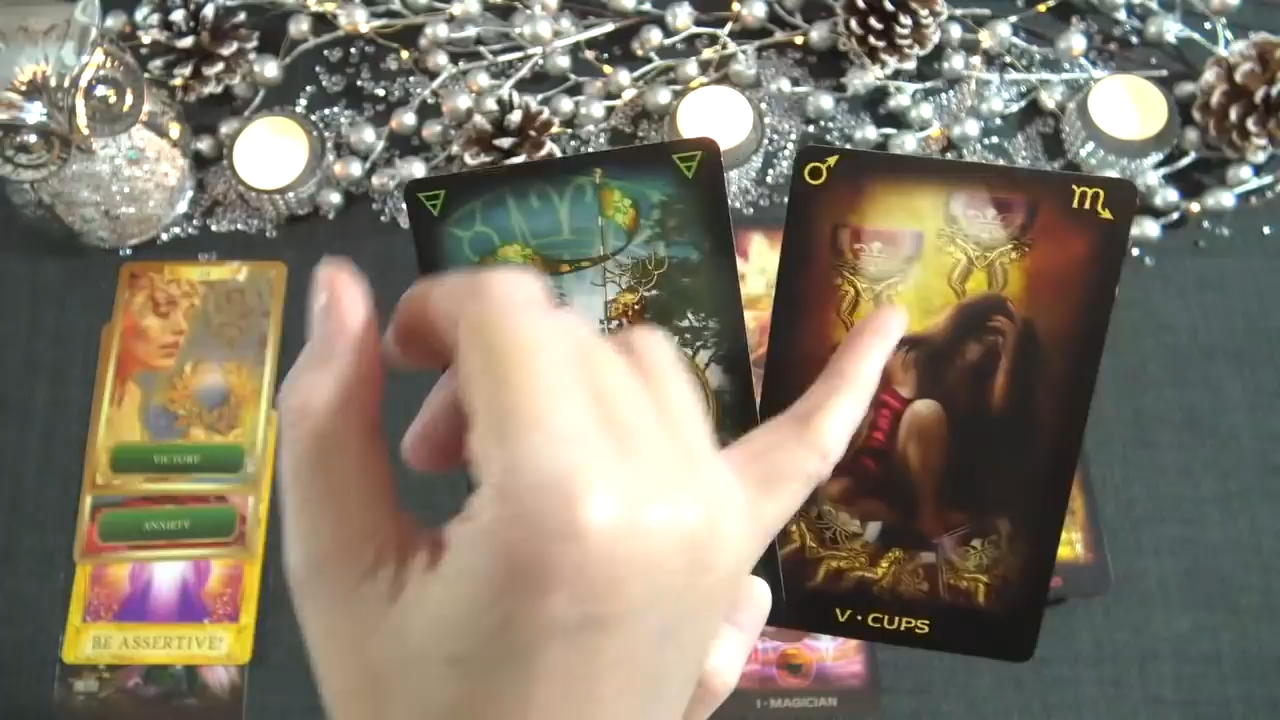 VICTORY
ANXIETY
BE ASSERTIVE!
V · CUPS
I · MAGICIAN